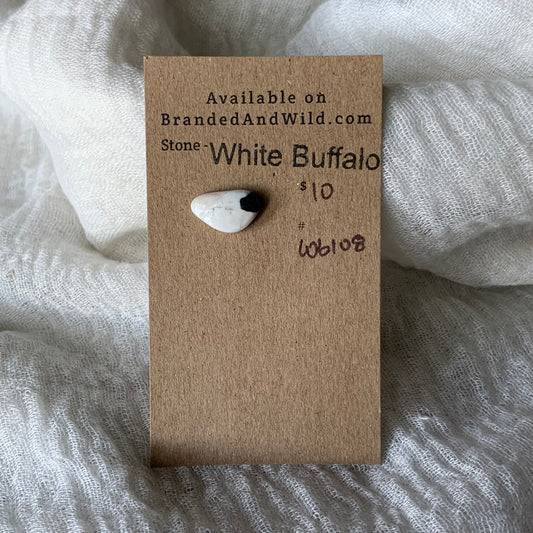 Available on
BrandedAndWild.com
Stone - White Buffalo
$10
#
WB108